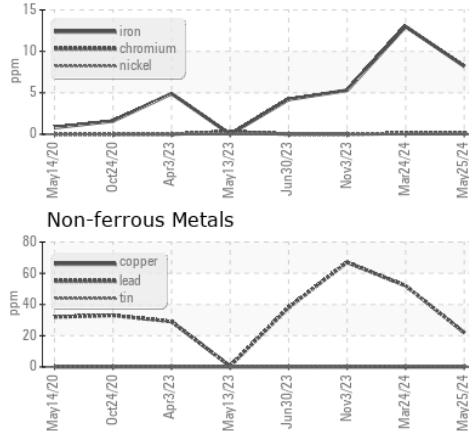 15
10
5
0
ppm
iron
chromium
nickel
May14/20
Oct24/20
Apr3/23
May13/23
Jun30/23
Nov3/23
Mar24/24
May25/24
Non-ferrous Metals
80
60
40
20
0
ppm
copper
lead
tin
May14/20
Oct24/20
Apr3/23
May13/23
Jun30/23
Nov3/23
Mar24/24
May25/24